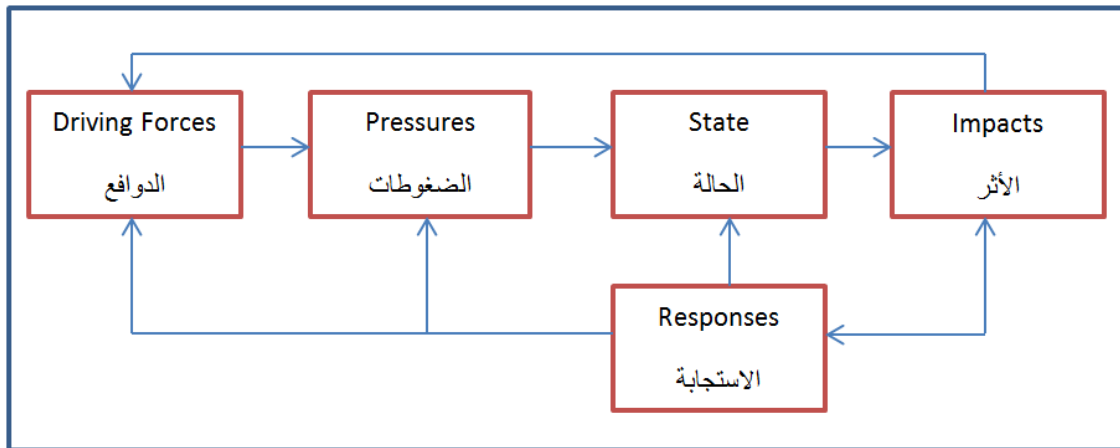 Driving Forces
الدوافع
Pressures
الضغوطات
State
الحالة
Impacts
الأثر
Responses
الاستجابة